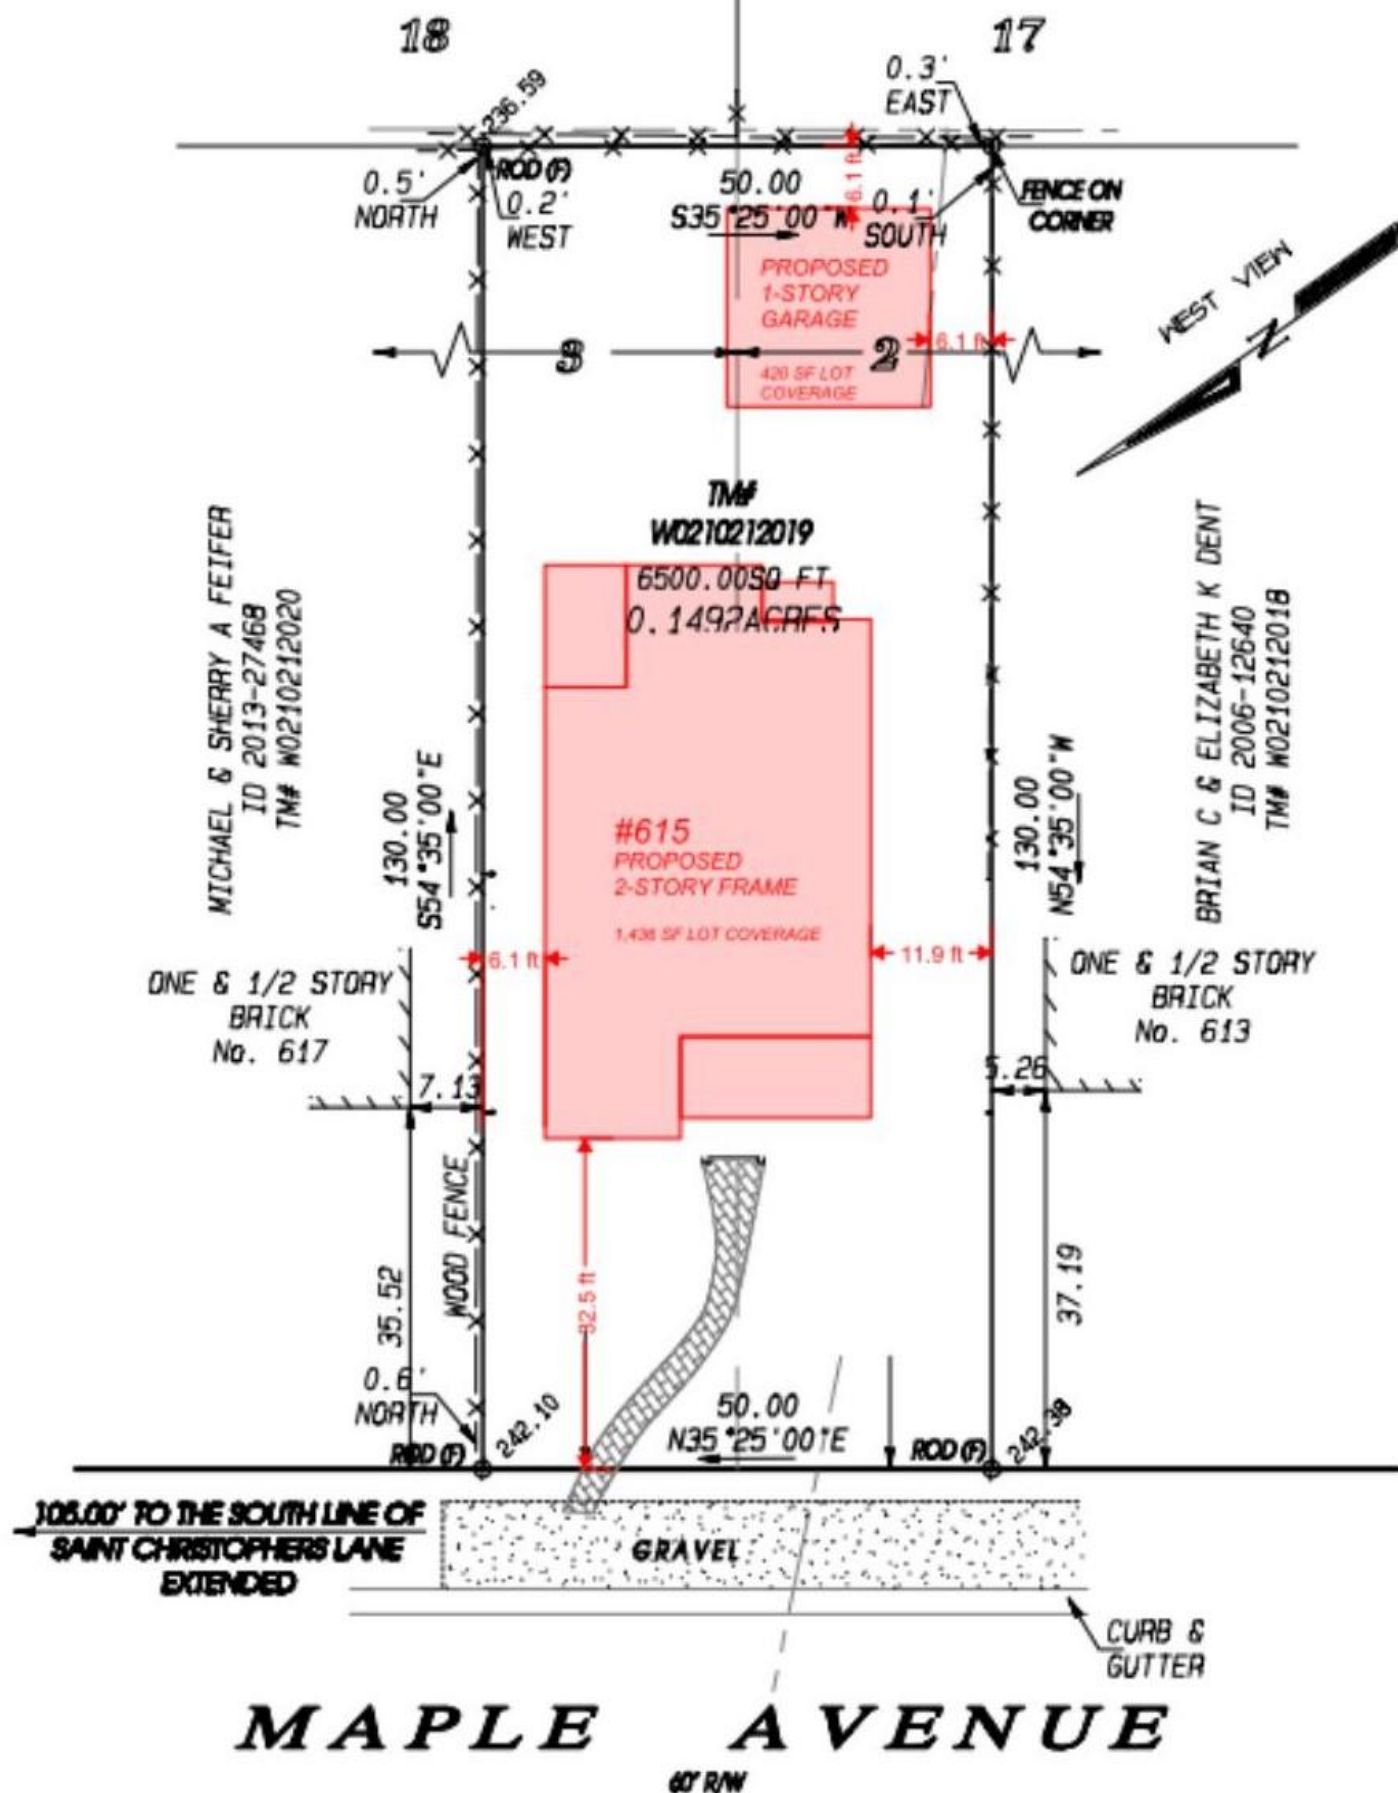 18
17
236.59
0.3'
EAST
ROD (F)
0.5'
NORTH
0.2'
WEST
50.00
S35°25'00"W
6.1 ft
0.1'
SOUTH
FENCE ON
CORNER
WEST VIEW
N
PROPOSED
1-STORY
GARAGE
6.1 ft
9
2
COVERAGE
SF LOT
TM#
W0210212019
6500.00SQ FT
0.1492ACRES
MICHAEL & SHERRY A FEIFER
ID 2013-27468
TM# W0210212020
BRIAN C & ELIZABETH K DENT
ID 2006-12640
TM# W0210212018
130.00
S54°35'00"E
130.00
N54°35'00"W
#615
PROPOSED
2-STORY FRAME
SF LOT COVERAGE
6.1 ft
11.9 ft
ONE & 1/2 STORY
BRICK
No. 617
ONE & 1/2 STORY
BRICK
No. 613
7.13
5.26
WOOD FENCE
35.52
32.5 ft
37.19
0.6'
NORTH
242.10
50.00
N35°25'00"E
242.38
ROD (F)
ROD (F)
105.00' TO THE SOUTH LINE OF
SAINT CHRISTOPHERS LANE
EXTENDED
GRAVEL
CURB &
GUTTER
MAPLE AVENUE
60' R/W